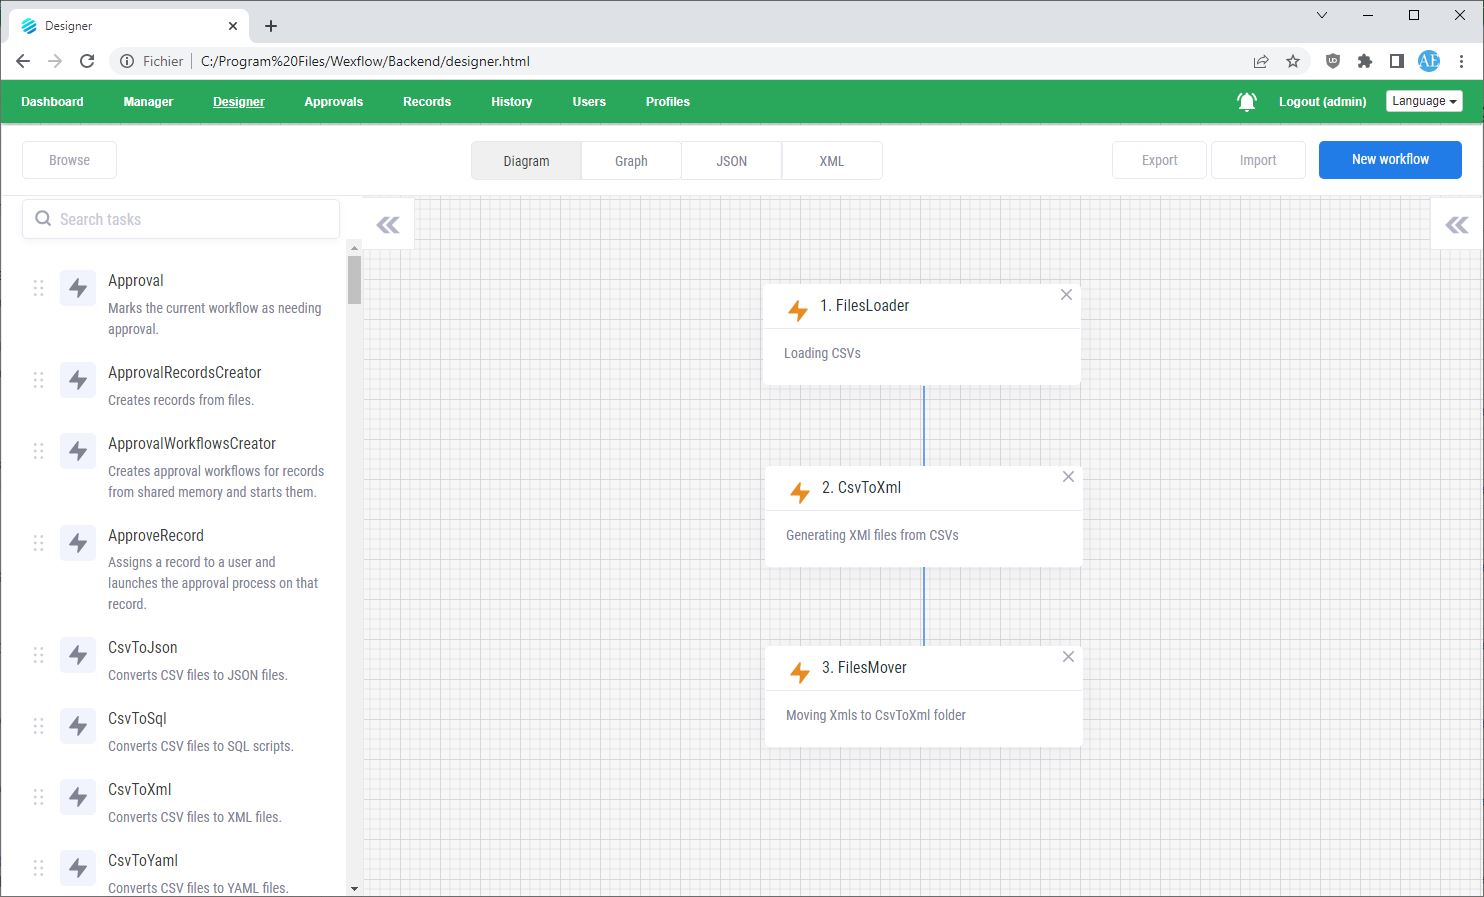 Designer
Fichier
C:/Program%20Files/Wexflow/Backend/designer.html
UD
AE
Dashboard Manager Designer Approvals Records History Users Profiles Logout (admin) Language
Browse Diagram Graph JSON XML Export Import New workflow
Search tasks
Approval
Marks the current workflow as needing
approval.
ApprovalRecordsCreator
Creates records from files.
ApprovalWorkflowsCreator
Creates approval workflows for records
from shared memory and starts them.
ApproveRecord
Assigns a record to a user and
launches the approval process on that
record.
CsvToJson
Converts CSV files to JSON files.
CsvToSql
Converts CSV files to SQL scripts.
CsvToXml
Converts CSV files to XML files.
CsvToYaml
Converts CSV files to YAML files.
1. FilesLoader
Loading CSVs
2. CsvToXml
Generating XMl files from CSVs
3. FilesMover
Moving Xmls to CsvToXml folder